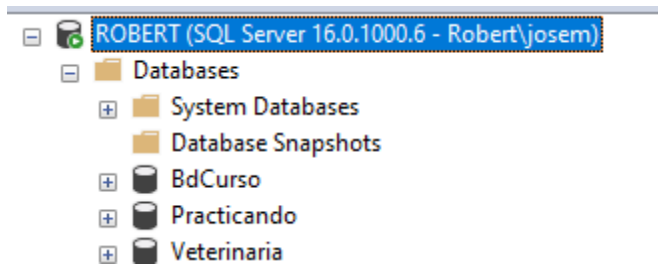 ROBERT (SQL Server 16.0.1000.6 - Robert\josem)
Databases
System Databases
Database Snapshots
BdCurso
Practicando
Veterinaria